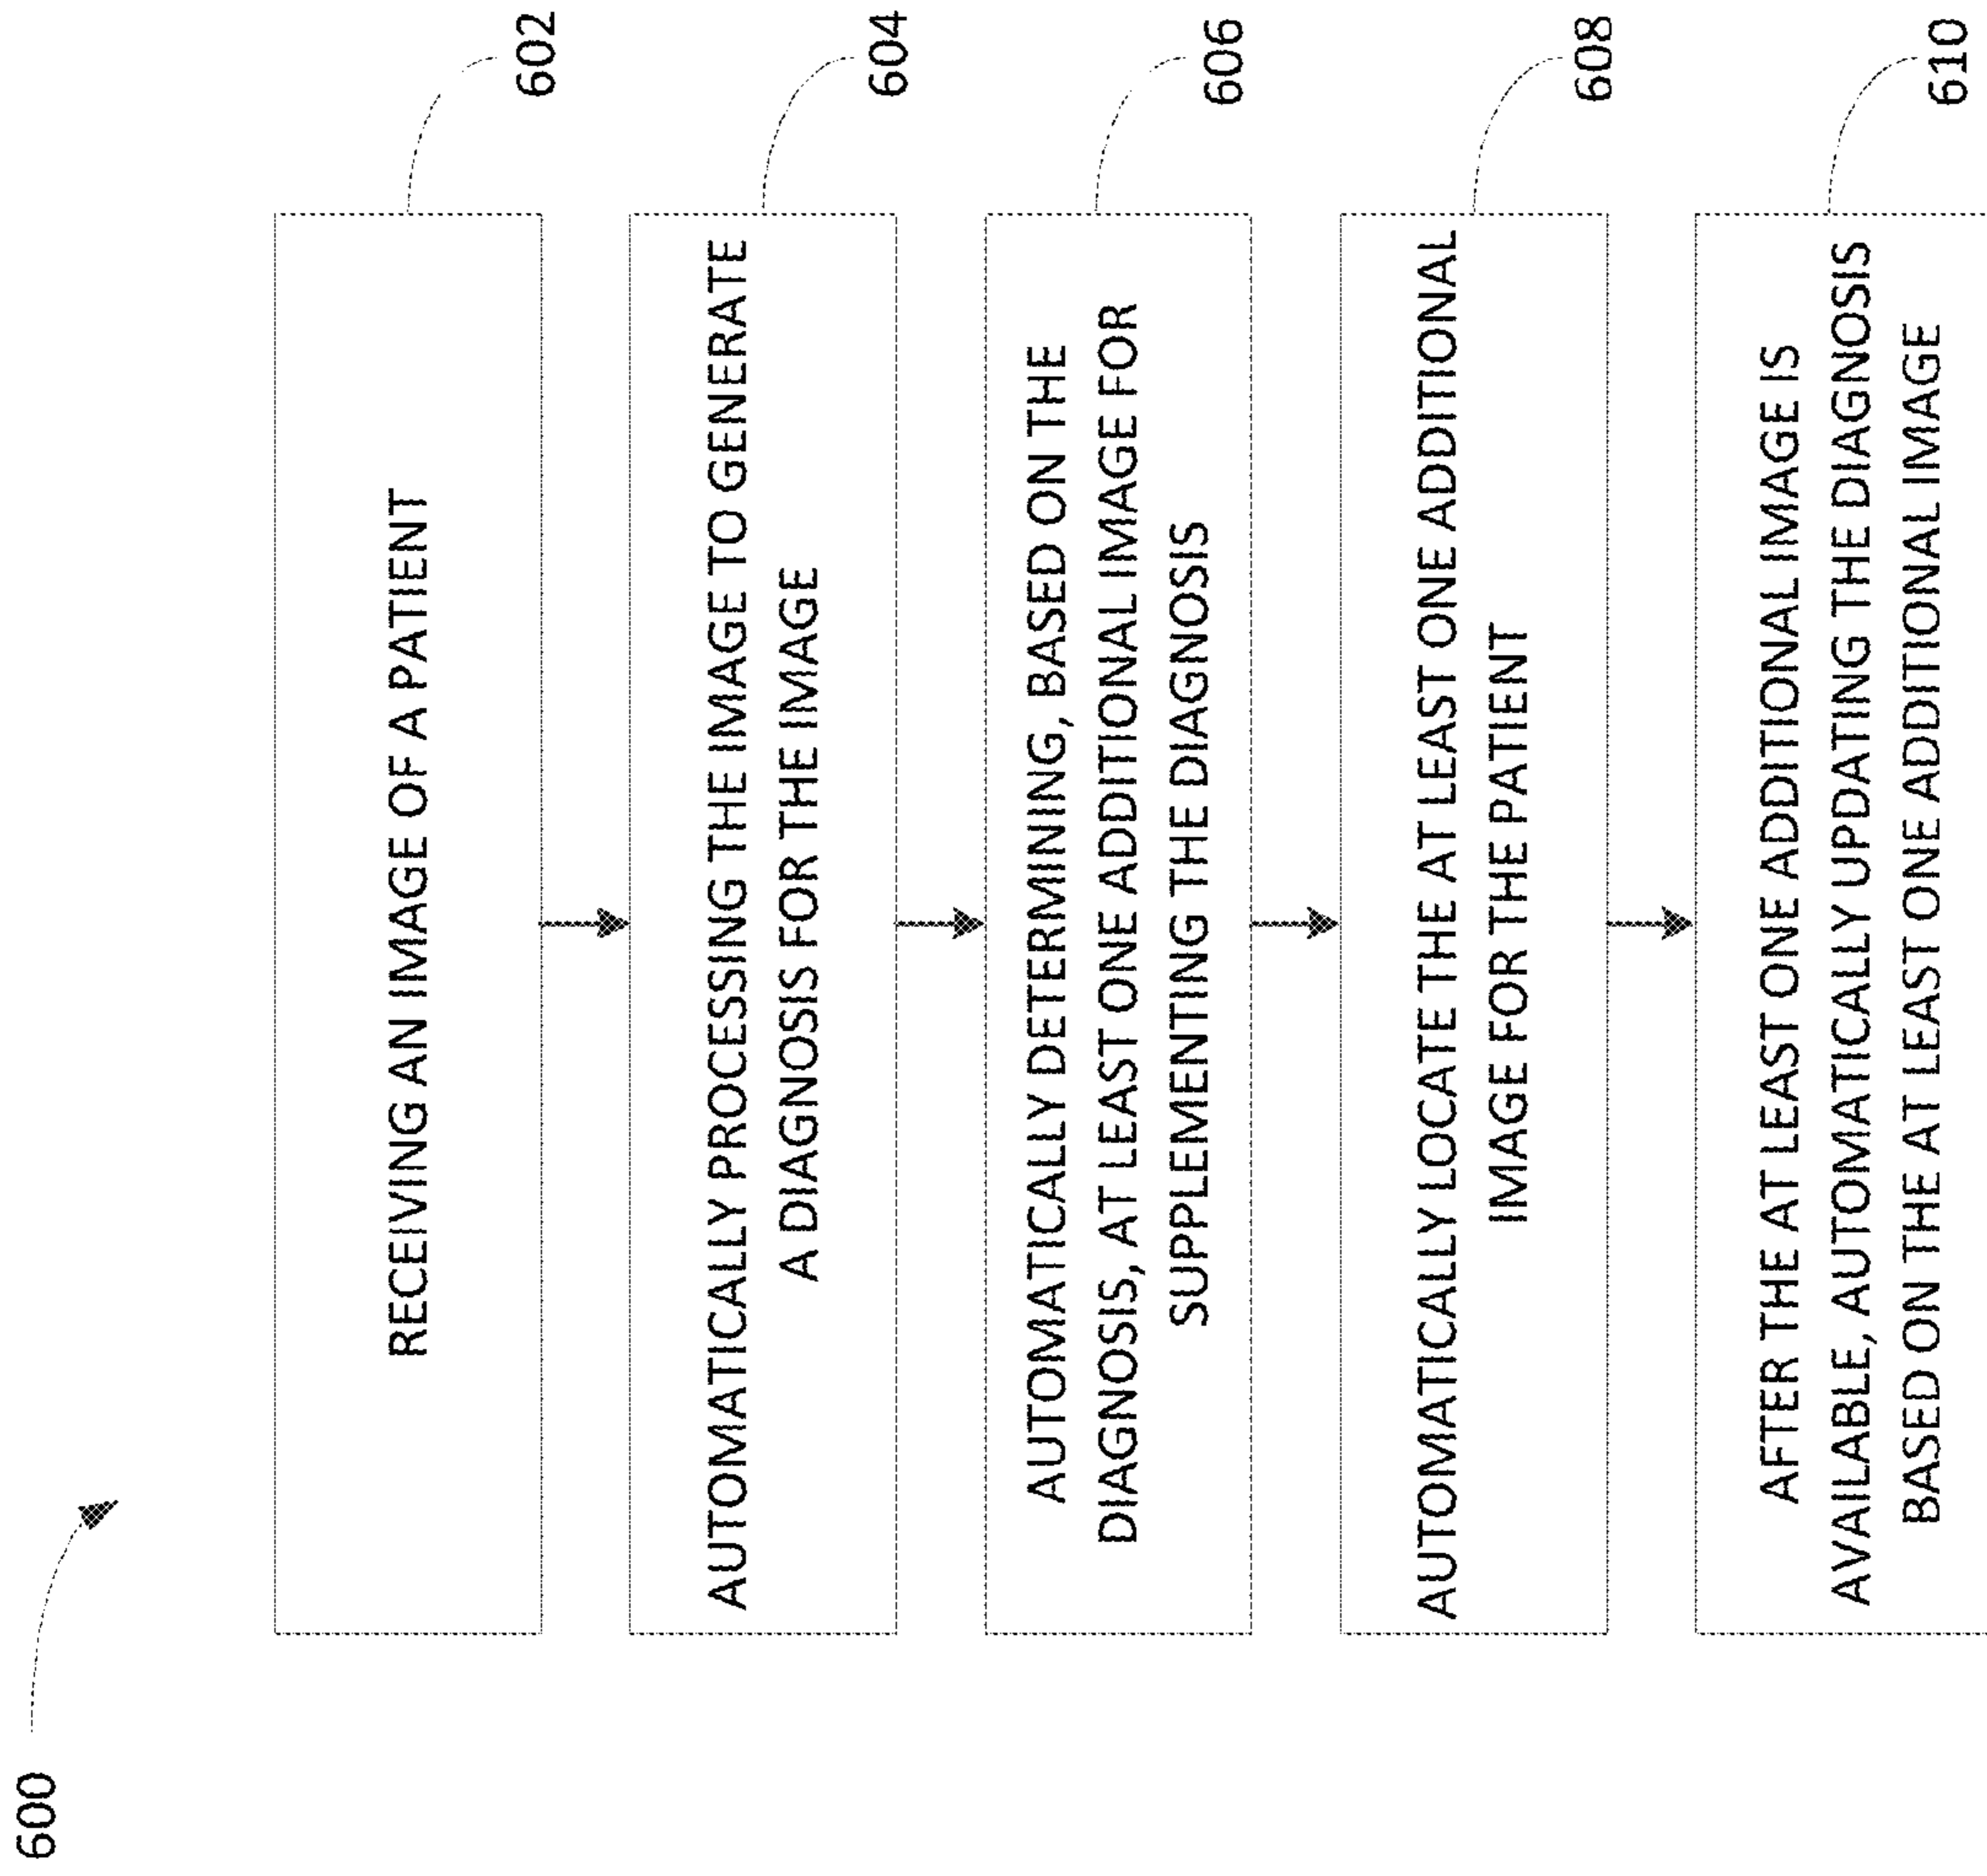 600
RECEIVING AN IMAGE OF A PATIENT
602
AUTOMATICALLY PROCESSING THE IMAGE TO GENERATE
A DIAGNOSIS FOR THE IMAGE
604
AUTOMATICALLY DETERMINING, BASED ON THE
DIAGNOSIS, AT LEAST ONE ADDITIONAL IMAGE FOR
SUPPLEMENTING THE DIAGNOSIS
606
AUTOMATICALLY LOCATE THE AT LEAST ONE ADDITIONAL
IMAGE FOR THE PATIENT
608
AFTER THE AT LEAST ONE ADDITIONAL IMAGE IS
AVAILABLE, AUTOMATICALLY UPDATING THE DIAGNOSIS
BASED ON THE AT LEAST ONE ADDITIONAL IMAGE
610